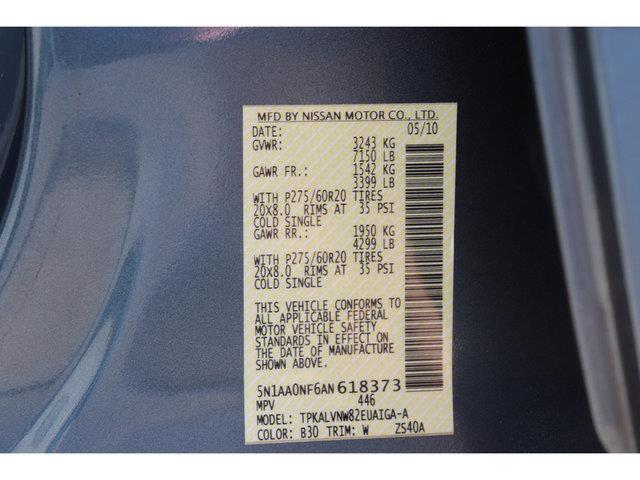 MFD BY NISSAN MOTOR CO., LTD.
DATE: 05/10
GVWR: 3243 KG
7150 LB
GAWR FR.: 1542 KG
3399 LB
WITH P275/60R20 TIRES
20X8.0 RIMS AT 35 PSI
COLD SINGLE
GAWR RR.: 1950 KG
4299 LB
WITH P275/60R20 TIRES
20X8.0 RIMS AT 35 PSI
COLD SINGLE
THIS VEHICLE CONFORMS TO
ALL APPLICABLE FEDERAL
MOTOR VEHICLE SAFETY
STANDARDS IN EFFECT ON
THE DATE OF MANUFACTURE
SHOWN ABOVE.
5N1AA0NF6AN618373
MPV 446
MODEL: TPKALVNW82EUAIGA-A
COLOR: B30 TRIM: W ZS40A